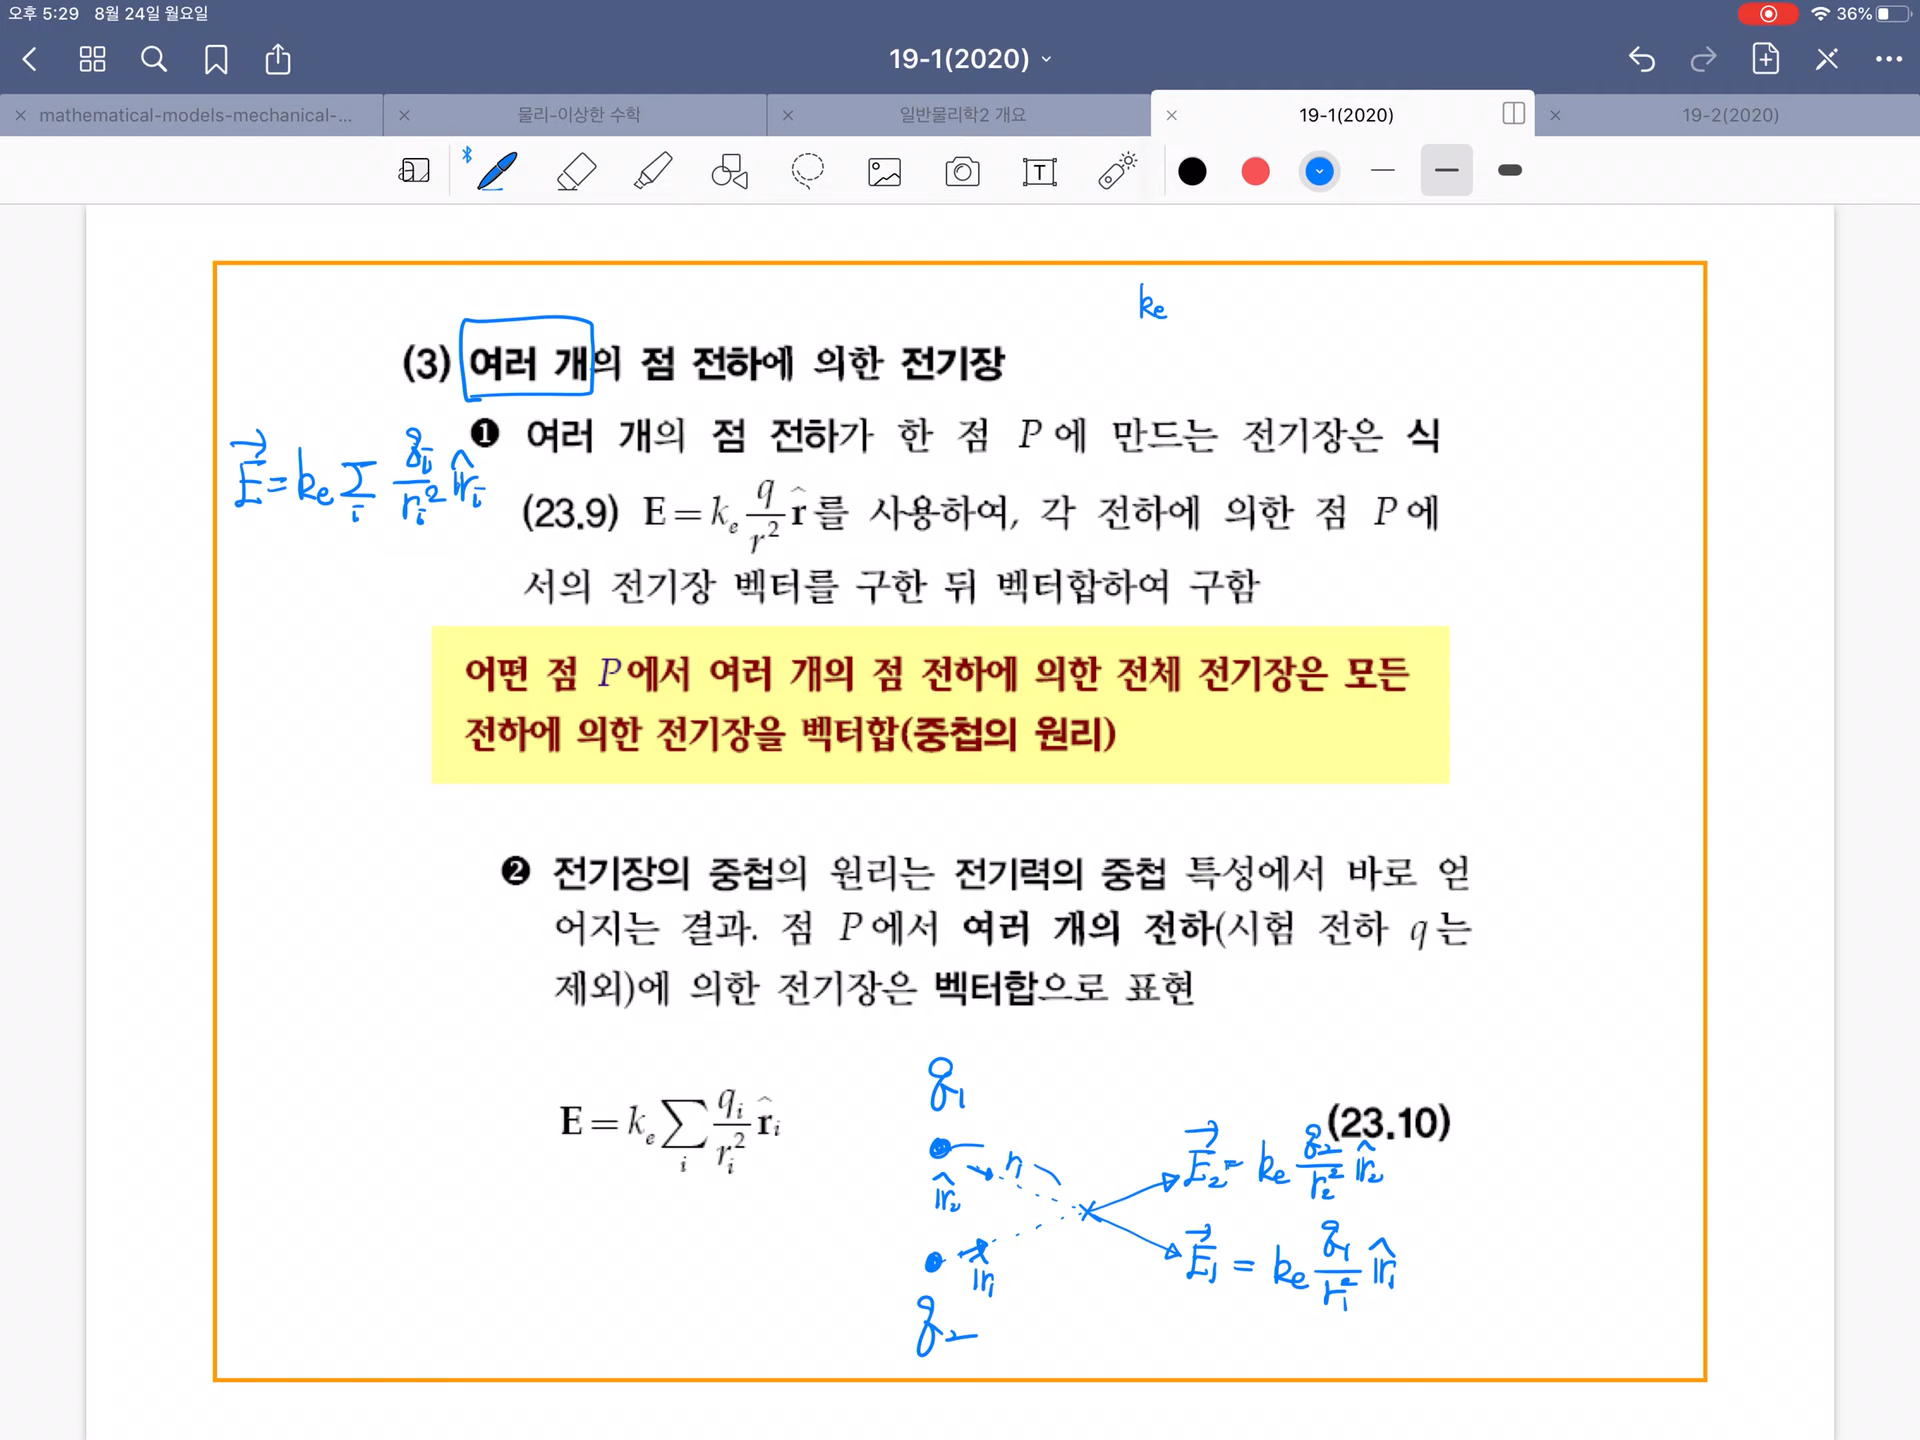 오후 5:29 8월 24일 월요일
36%
19-1(2020)
mathematical-models-mechanical-...
물리-이상한 수학
일반물리학2 개요
19-1(2020)
19-2(2020)
kₑ
(3) 여러 개의 점 전하에 의한 전기장
❶ 여러 개의 점 전하가 한 점 P에 만드는 전기장은 식
(23.9) E = kₑ q/r² r̂를 사용하여, 각 전하에 의한 점 P에
서의 전기장 벡터를 구한 뒤 벡터합하여 구함
E⃗ = kₑ Σᵢ qᵢ/rᵢ² r̂ᵢ
어떤 점 P에서 여러 개의 점 전하에 의한 전체 전기장은 모든
전하에 의한 전기장을 벡터합(중첩의 원리)
❷ 전기장의 중첩의 원리는 전기력의 중첩 특성에서 바로 얻
어지는 결과. 점 P에서 여러 개의 전하(시험 전하 q는
제외)에 의한 전기장은 벡터합으로 표현
E = kₑ Σᵢ qᵢ/rᵢ² r̂ᵢ (23.10)
q₁
r₁
r̂₂
E⃗₂ = kₑ q₂/r₂² r̂₂
r̂₁
E⃗₁ = kₑ q₁/r₁² r̂₁
q₂